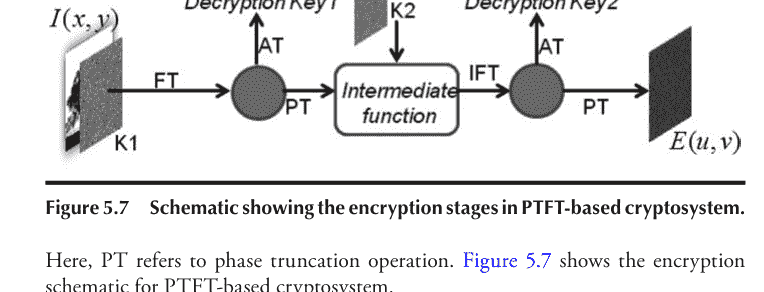 Decryption Key1 K2 Decryption Key2
I(x, y)
AT AT
FT IFT
PT Intermediate function PT
K1
E(u, v)
Figure 5.7 Schematic showing the encryption stages in PTFT-based cryptosystem.
Here, PT refers to phase truncation operation. Figure 5.7 shows the encryption
schematic for PTFT-based cryptosystem.